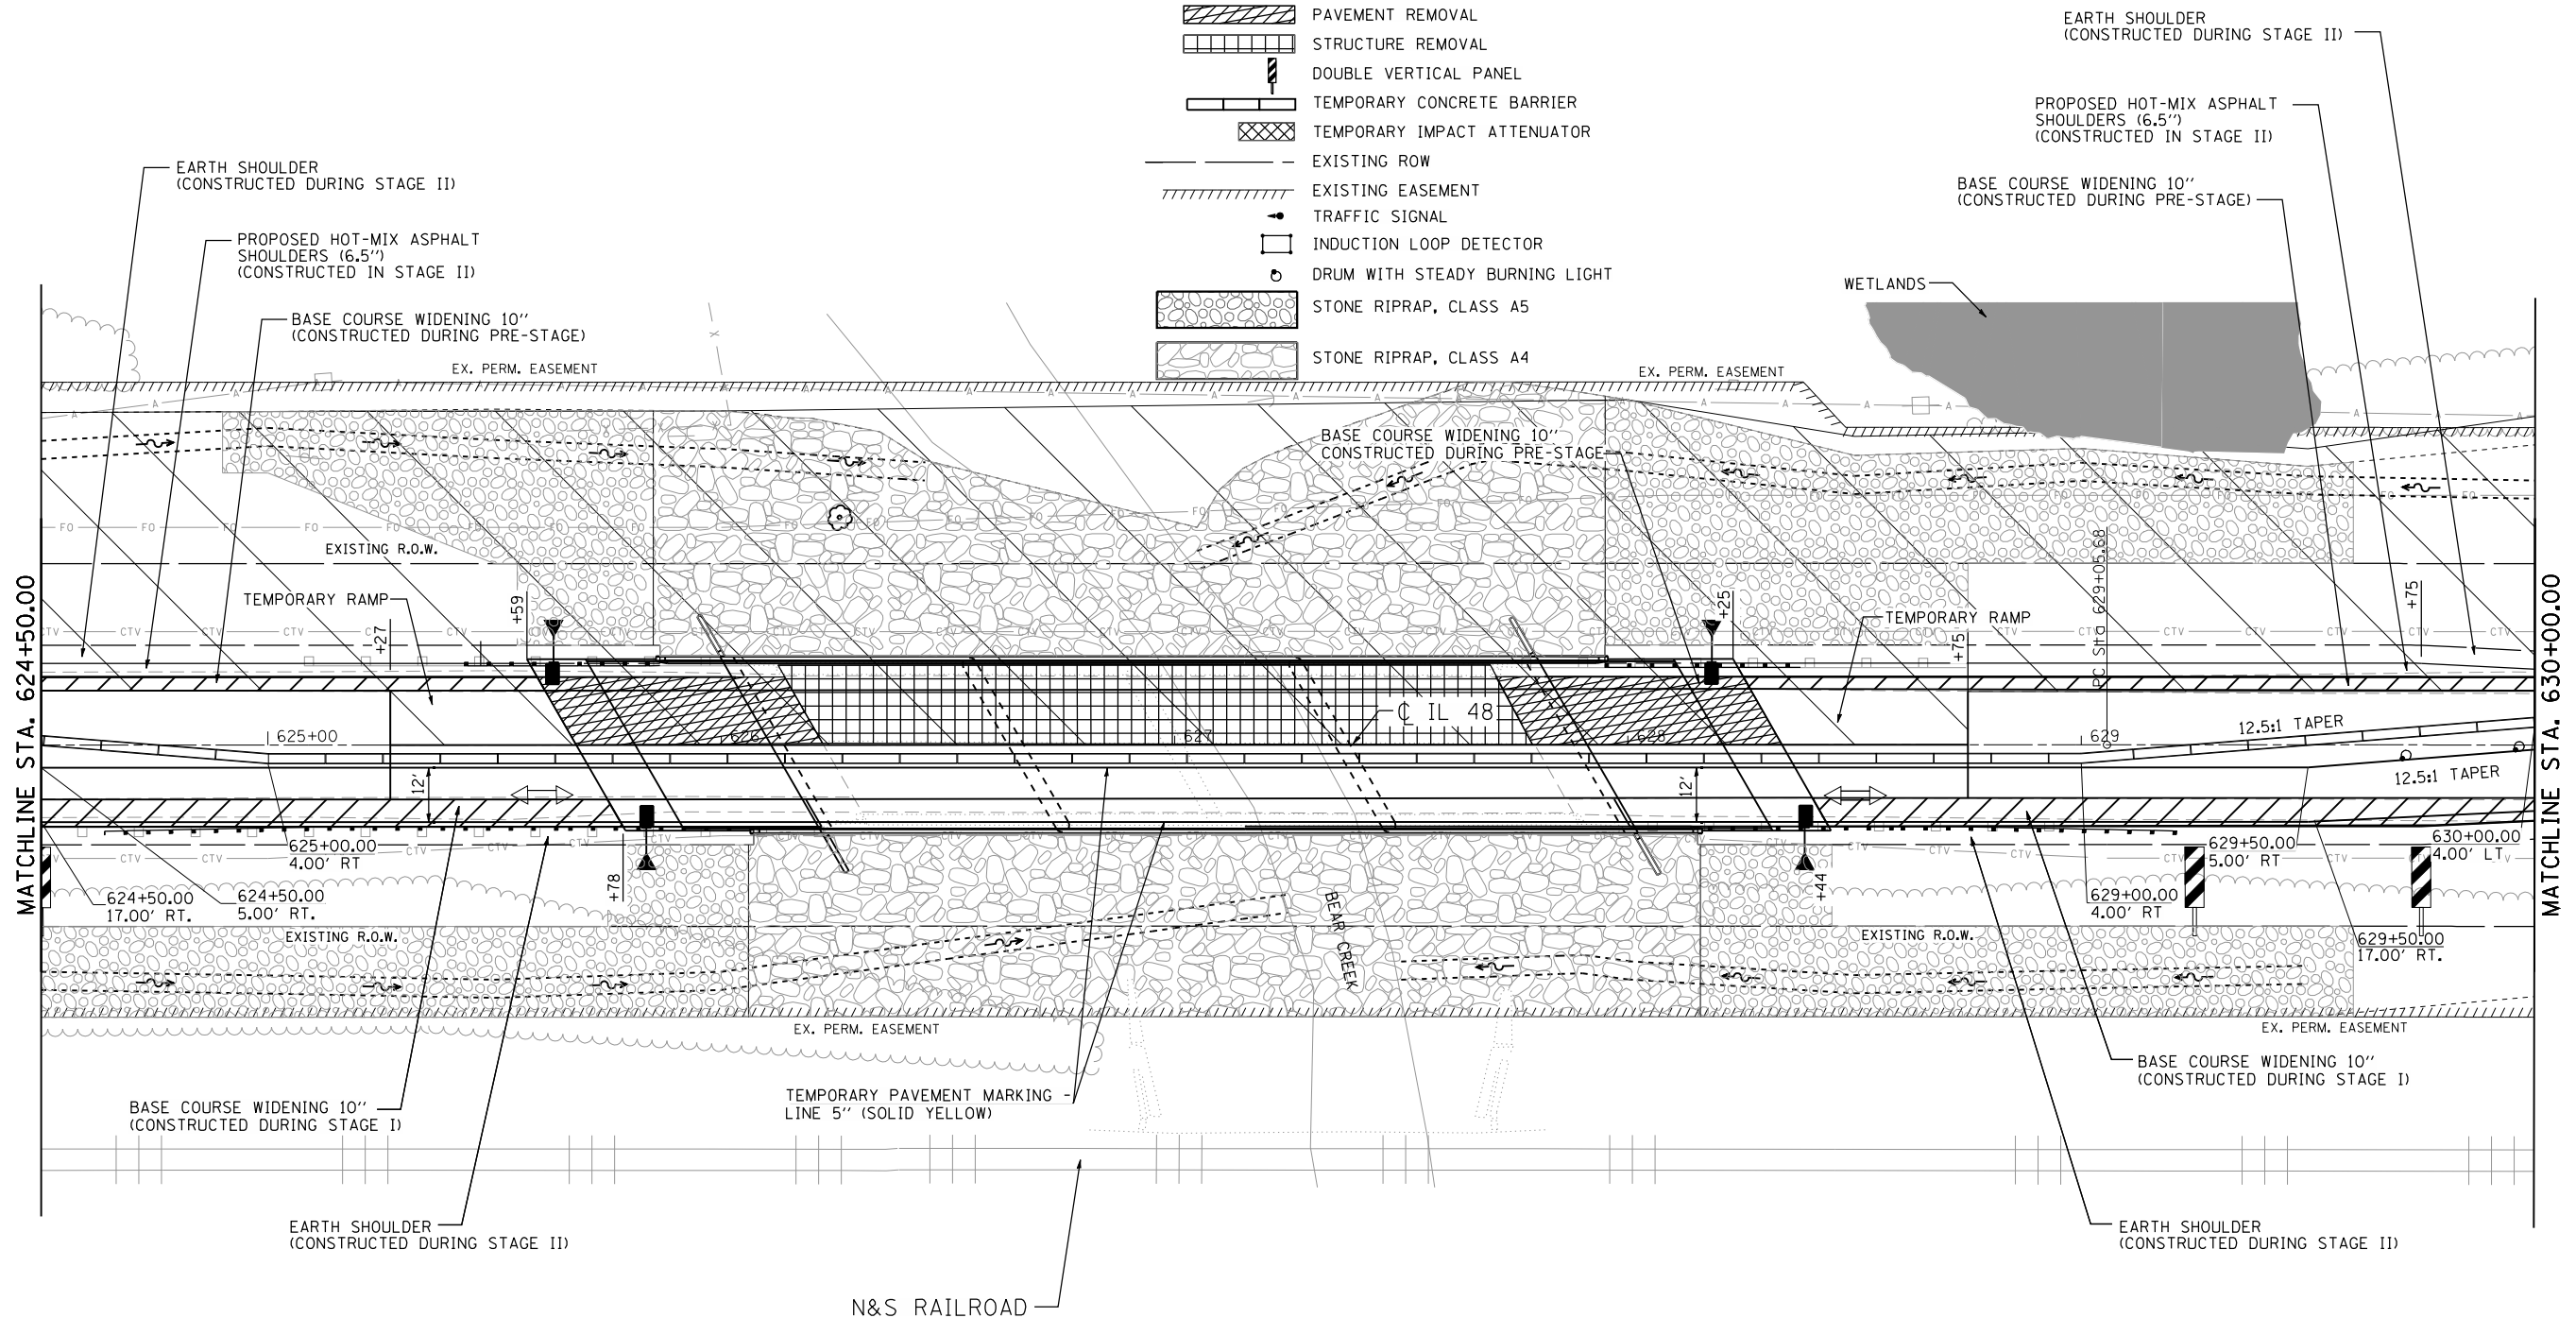 PAVEMENT REMOVAL
STRUCTURE REMOVAL
DOUBLE VERTICAL PANEL
TEMPORARY CONCRETE BARRIER
TEMPORARY IMPACT ATTENUATOR
EXISTING ROW
EXISTING EASEMENT
TRAFFIC SIGNAL
INDUCTION LOOP DETECTOR
DRUM WITH STEADY BURNING LIGHT
STONE RIPRAP, CLASS A5
STONE RIPRAP, CLASS A4
EARTH SHOULDER
(CONSTRUCTED DURING STAGE II)
PROPOSED HOT-MIX ASPHALT
SHOULDERS (6.5")
(CONSTRUCTED IN STAGE II)
BASE COURSE WIDENING 10"
(CONSTRUCTED DURING PRE-STAGE)
EARTH SHOULDER
(CONSTRUCTED DURING STAGE II)
PROPOSED HOT-MIX ASPHALT
SHOULDERS (6.5")
(CONSTRUCTED IN STAGE II)
BASE COURSE WIDENING 10"
(CONSTRUCTED DURING PRE-STAGE)
WETLANDS
EX. PERM. EASEMENT
EX. PERM. EASEMENT
BASE COURSE WIDENING 10"
CONSTRUCTED DURING PRE-STAGE
EXISTING R.O.W.
TEMPORARY RAMP
+27
+59
+25
TEMPORARY RAMP
+75
PC Sta 629+05.68
+75
MATCHLINE STA. 624+50.00
MATCHLINE STA. 630+00.00
℄ IL 48
625+00
626
627
628
629
12.5:1 TAPER
12.5:1 TAPER
12'
12'
625+00.00
4.00' RT
624+50.00
17.00' RT.
624+50.00
5.00' RT.
+78
+44
629+50.00
5.00' RT
630+00.00
4.00' LT
629+00.00
4.00' RT
629+50.00
17.00' RT.
EXISTING R.O.W.
EXISTING R.O.W.
BEAR CREEK
EX. PERM. EASEMENT
EX. PERM. EASEMENT
TEMPORARY PAVEMENT MARKING -
LINE 5" (SOLID YELLOW)
BASE COURSE WIDENING 10"
(CONSTRUCTED DURING STAGE I)
BASE COURSE WIDENING 10"
(CONSTRUCTED DURING STAGE I)
EARTH SHOULDER
(CONSTRUCTED DURING STAGE II)
EARTH SHOULDER
(CONSTRUCTED DURING STAGE II)
N&S RAILROAD